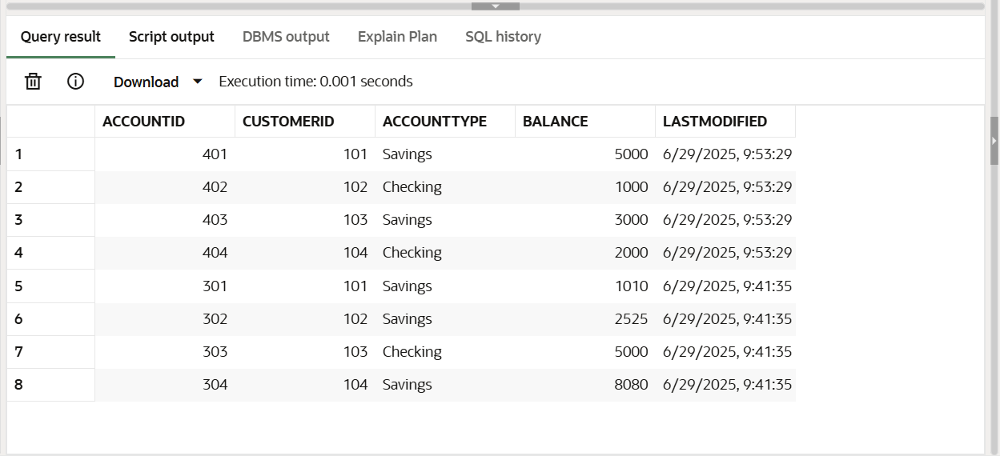 Query result Script output DBMS output Explain Plan SQL history
Download Execution time: 0.001 seconds
ACCOUNTID CUSTOMERID ACCOUNTTYPE BALANCE LASTMODIFIED
1 401 101 Savings 5000 6/29/2025, 9:53:29
2 402 102 Checking 1000 6/29/2025, 9:53:29
3 403 103 Savings 3000 6/29/2025, 9:53:29
4 404 104 Checking 2000 6/29/2025, 9:53:29
5 301 101 Savings 1010 6/29/2025, 9:41:35
6 302 102 Savings 2525 6/29/2025, 9:41:35
7 303 103 Checking 5000 6/29/2025, 9:41:35
8 304 104 Savings 8080 6/29/2025, 9:41:35